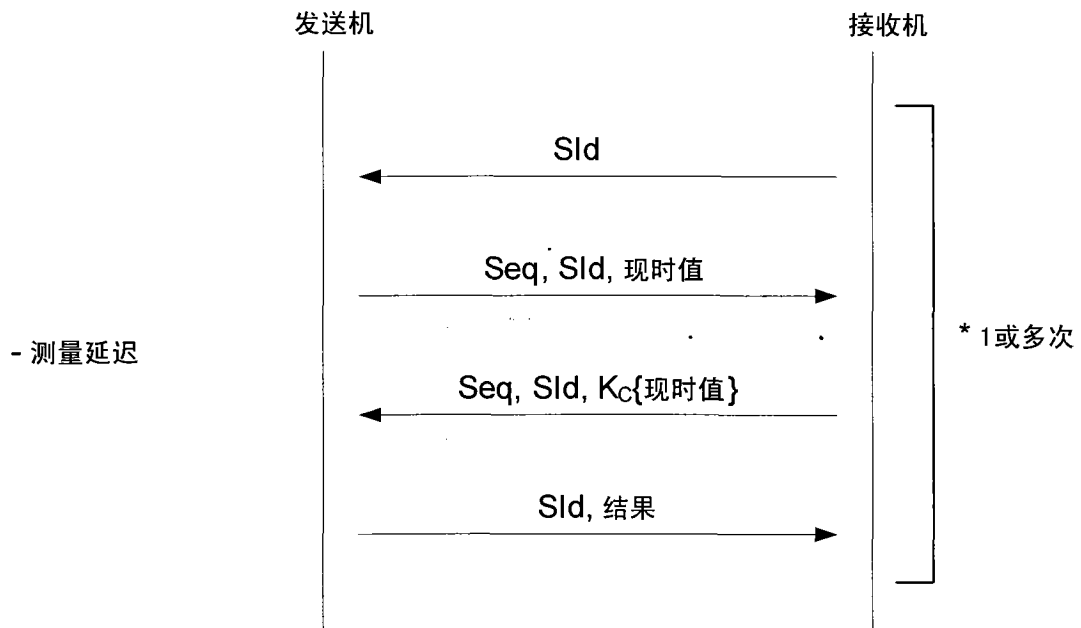 发送机
接收机
SId
Seq, SId, 现时值
* 1或多次
- 测量延迟
Seq, SId, KC{现时值}
SId, 结果